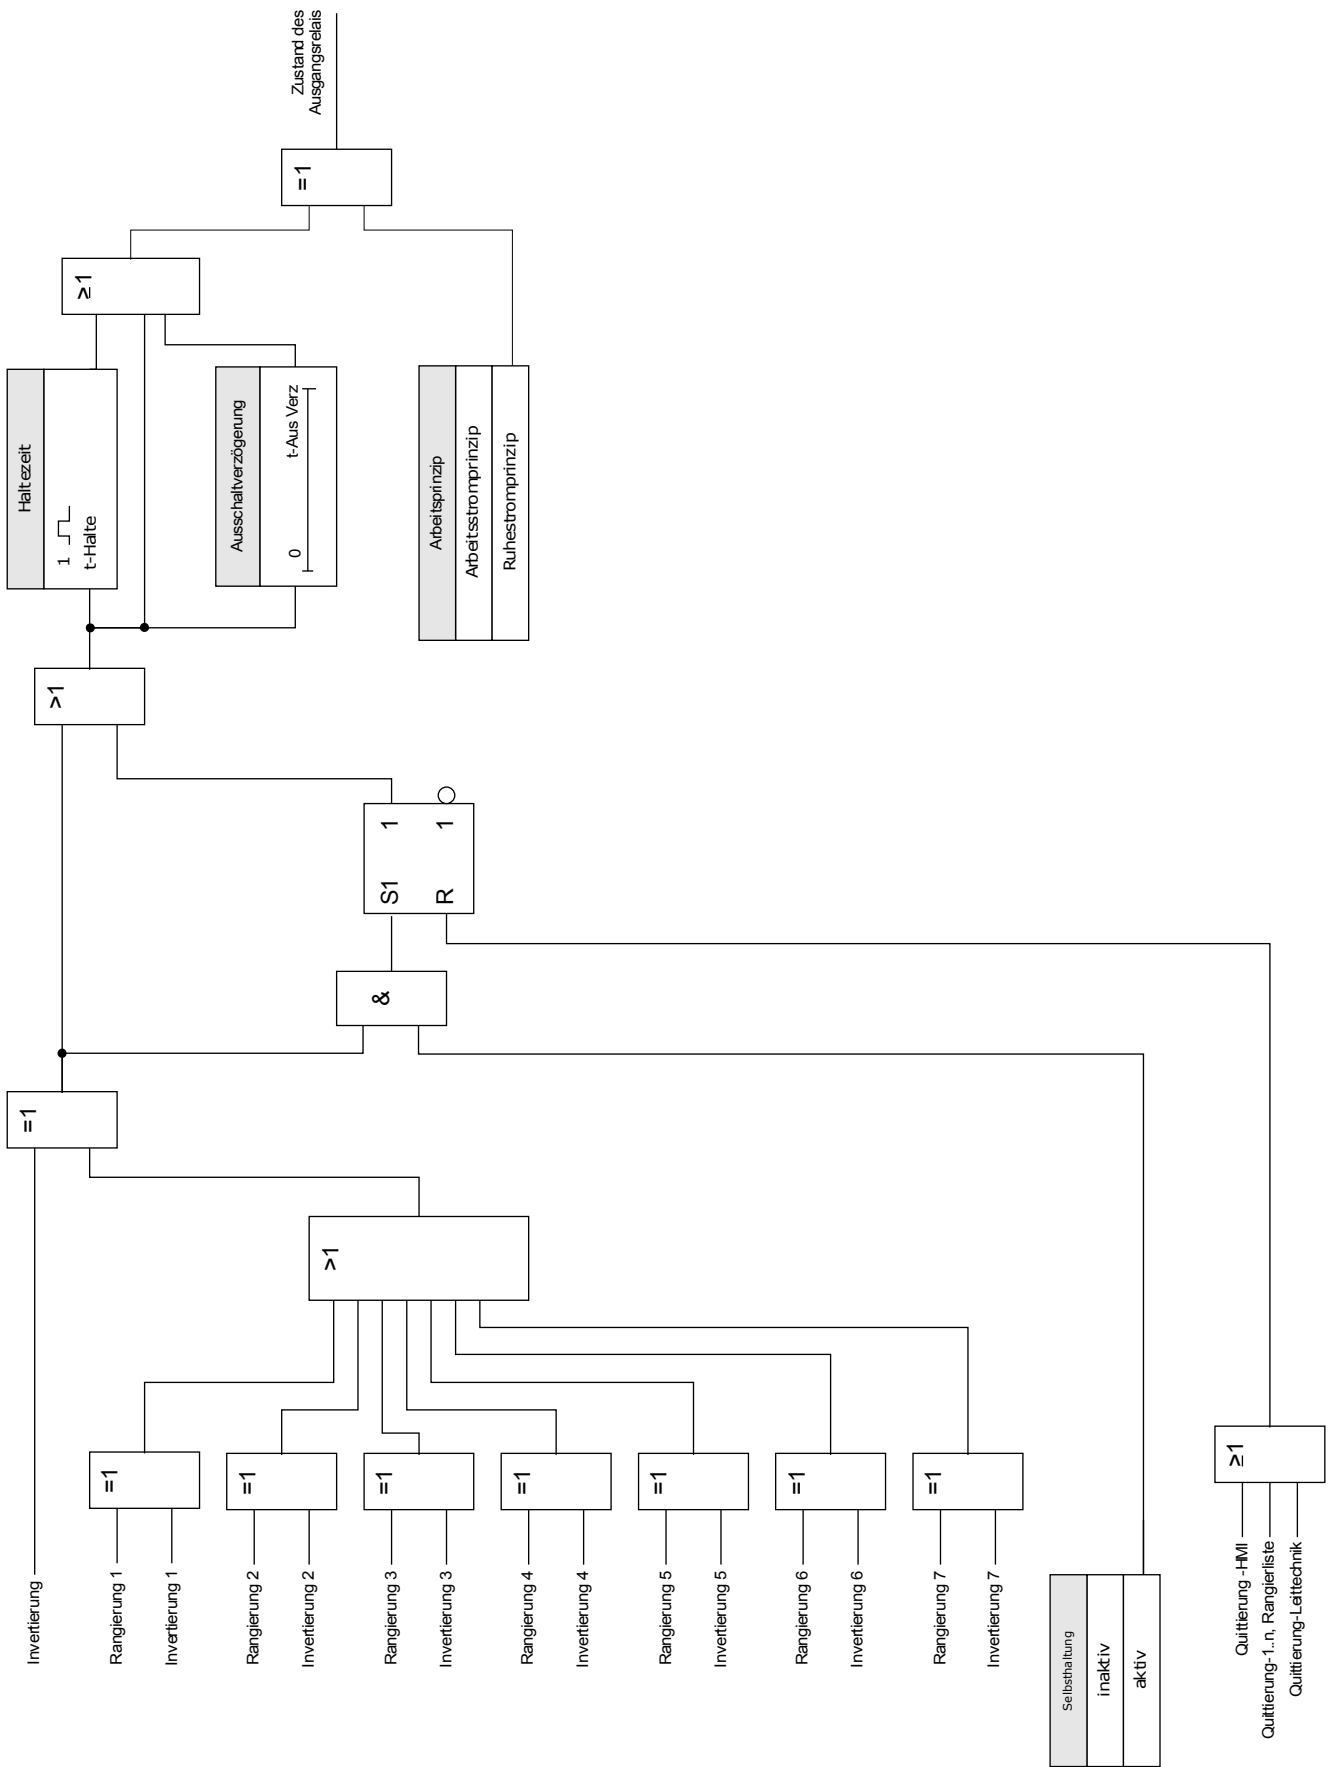 Invertierung
=1
Rangierung 1
Invertierung 1
=1
Rangierung 2
Invertierung 2
=1
Rangierung 3
Invertierung 3
=1
Rangierung 4
Invertierung 4
=1
Rangierung 5
Invertierung 5
=1
Rangierung 6
Invertierung 6
=1
Rangierung 7
Invertierung 7
=1
>1
Selbsthaltung
inaktiv
aktiv
Quittierung -HMI
Quittierung-1..n, Rangierliste
Quittierung-Leittechnik
≥1
&
S1 1
R 1
>1
Haltezeit
1
t-Halte
Ausschaltverzögerung
0 t-Aus Verz
Arbeitsprinzip
Arbeitsstromprinzip
Ruhestromprinzip
≥1
=1
Zustand des
Ausgangsrelais